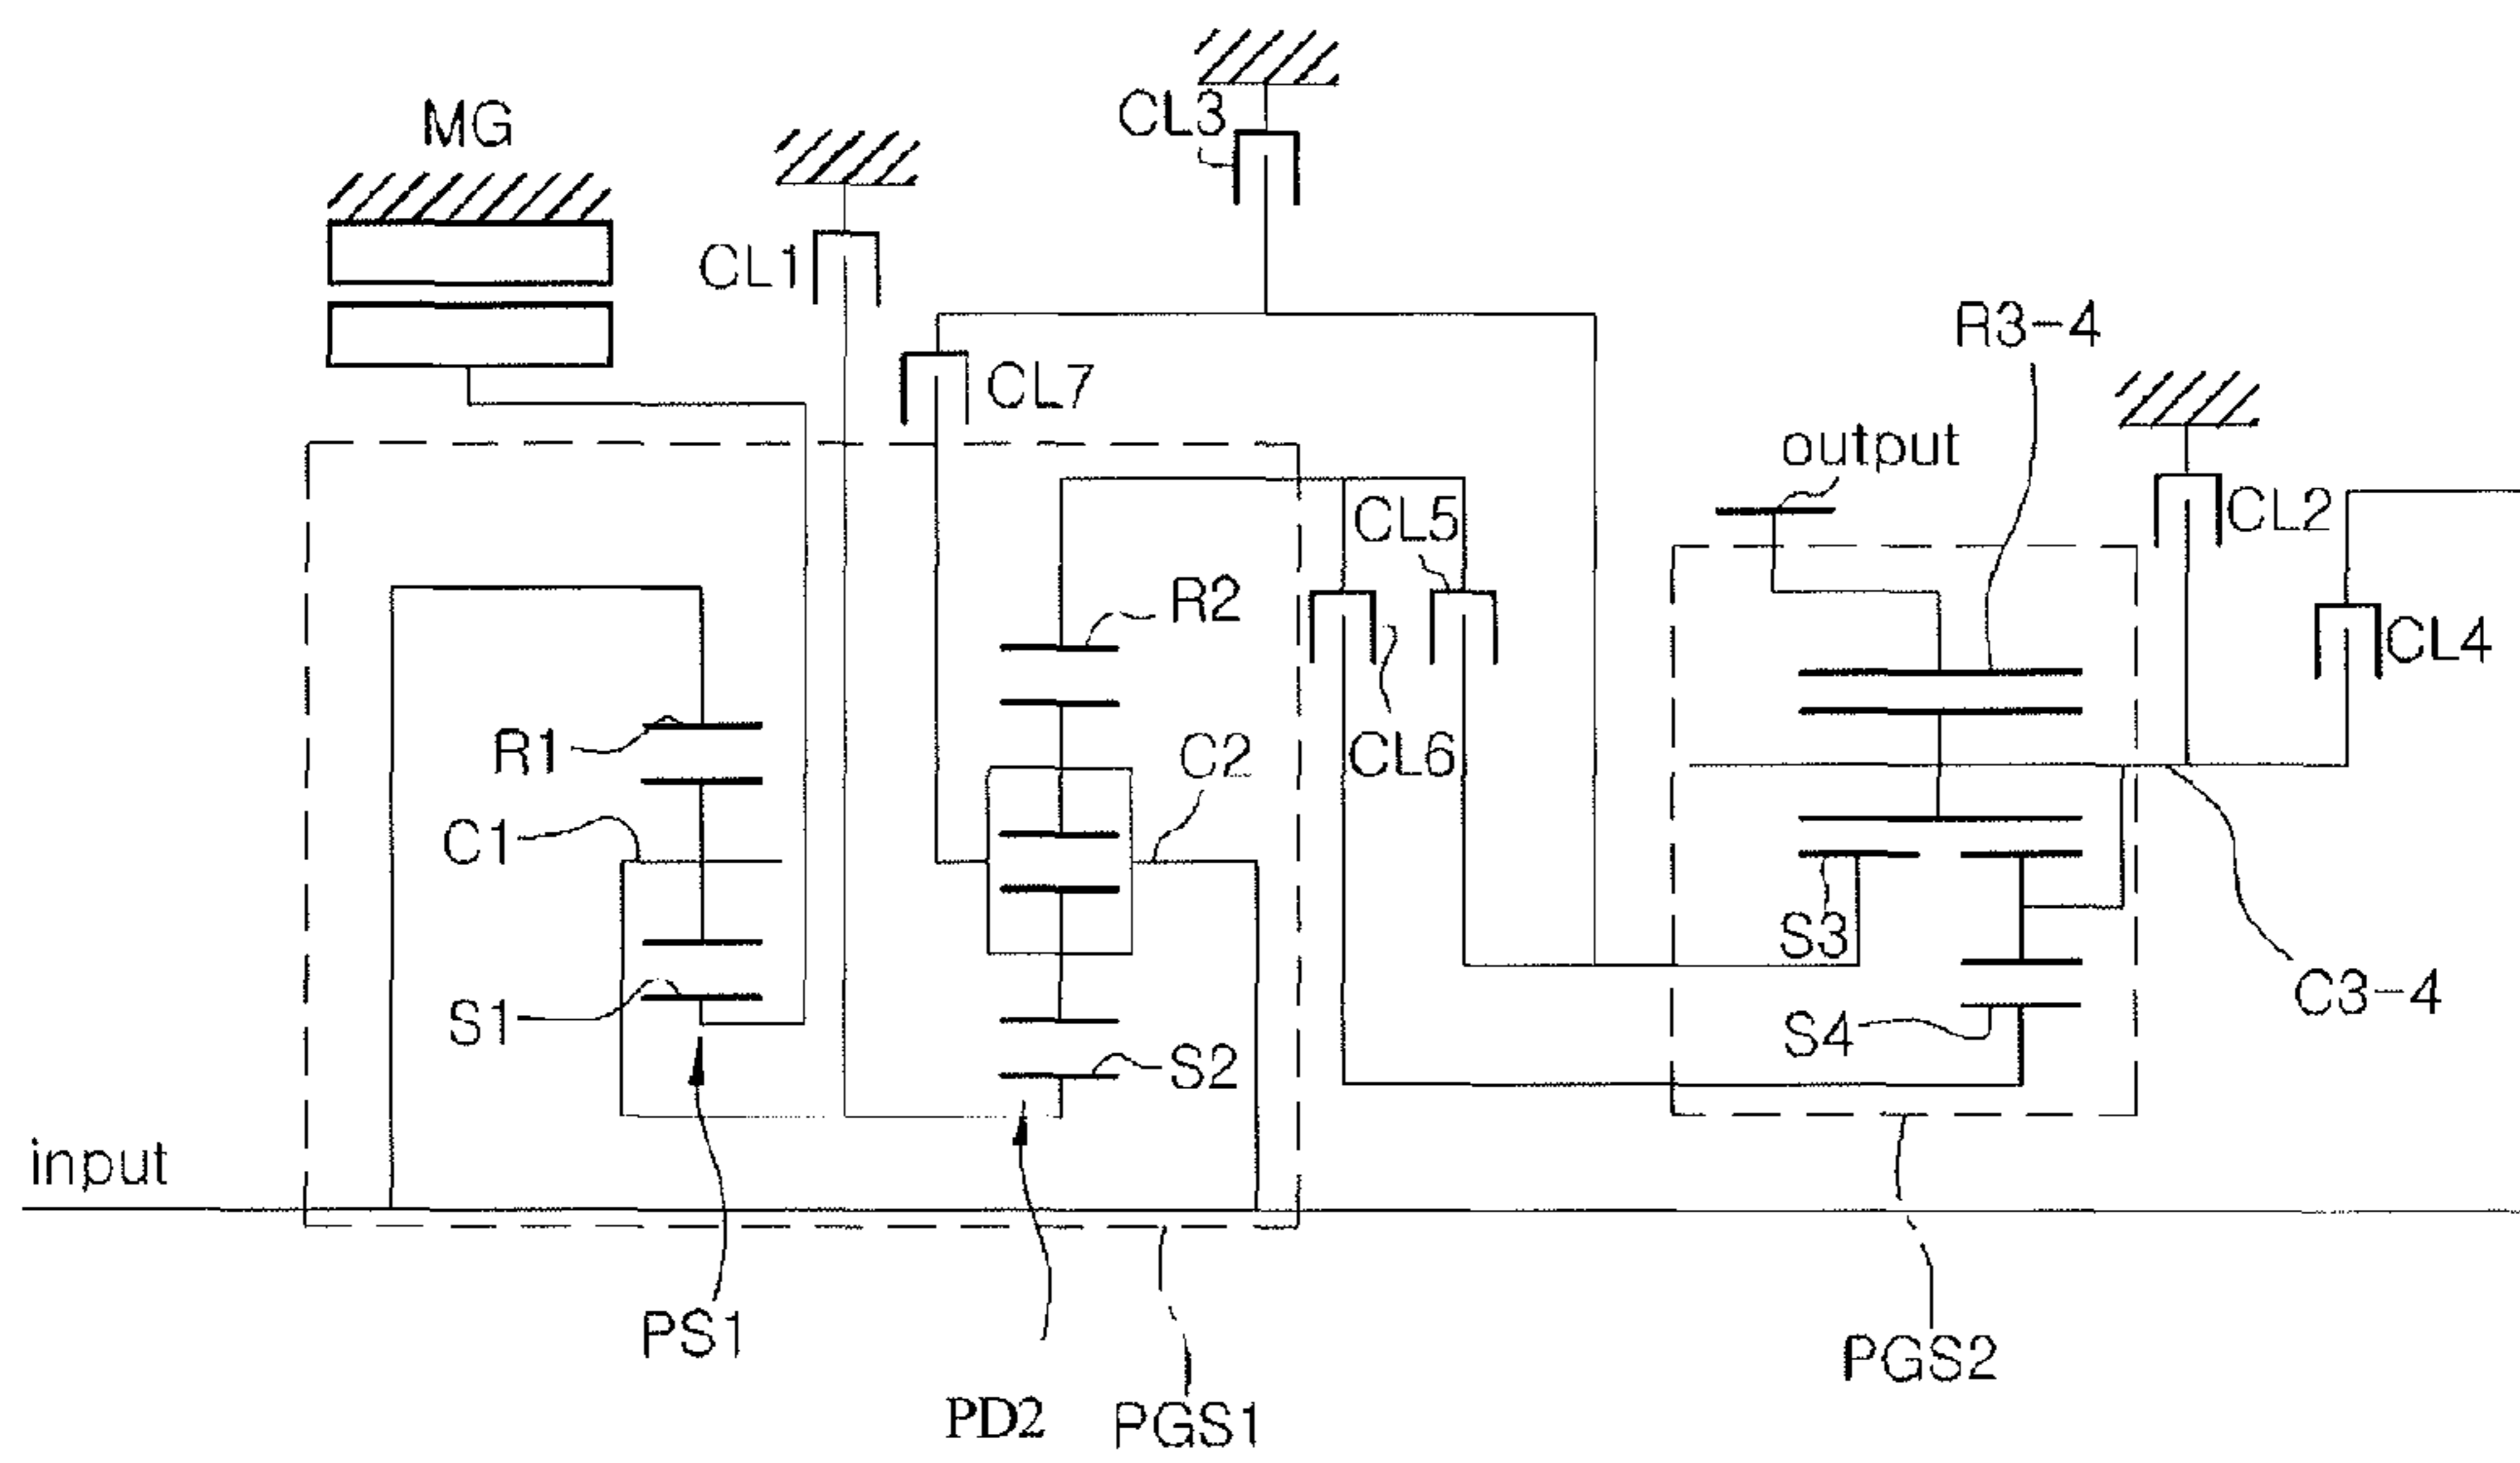 MG
CL3
CL1
R3-4
CL7
output
CL2
CL5
R2
CL4
R1
CL6
C2
C1
S3
C3-4
S1
S4
S2
input
PS1
PGS2
PD2
PGS1